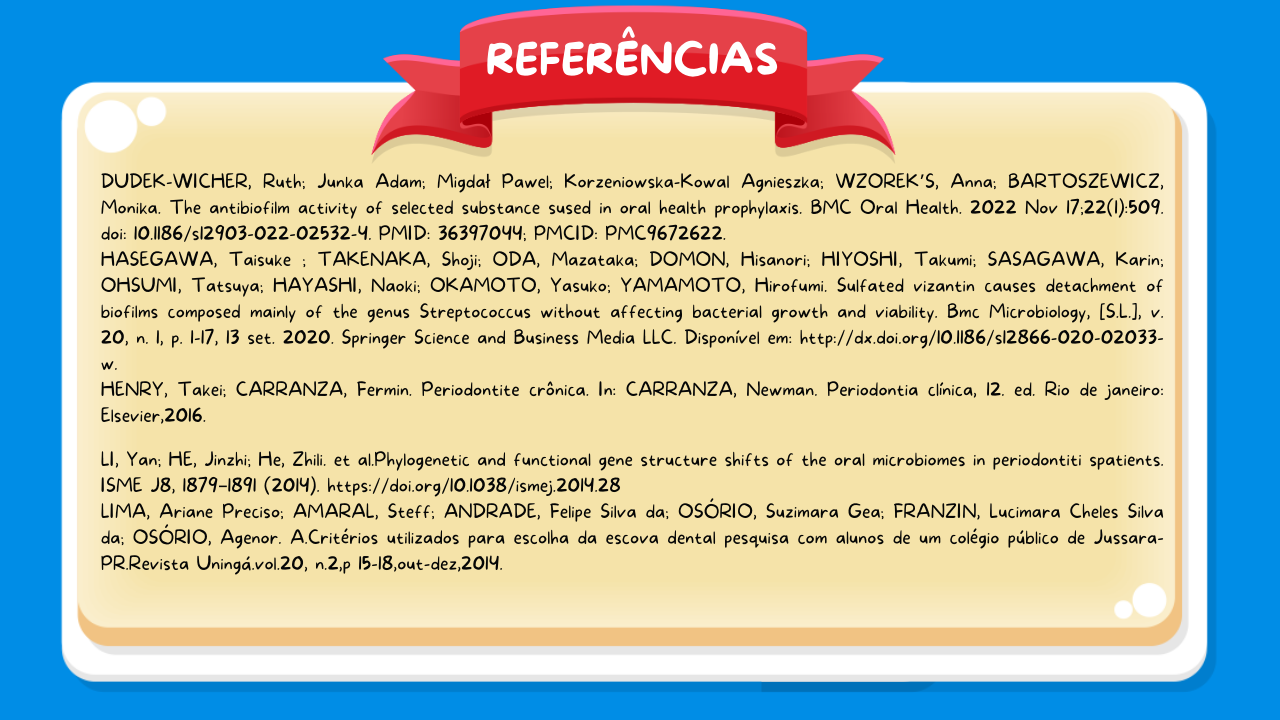 REFERÊNCIAS
DUDEK-WICHER, Ruth; Junka Adam; Migdał Pawel; Korzeniowska-Kowal Agnieszka; WZOREK'S, Anna; BARTOSZEWICZ,
Monika. The antibiofilm activity of selected substance sused in oral health prophylaxis. BMC Oral Health. 2022 Nov 17;22(1):509.
doi: 10.1186/s12903-022-02532-4. PMID: 36397044; PMCID: PMC9672622.
HASEGAWA, Taisuke ; TAKENAKA, Shoji; ODA, Mazataka; DOMON, Hisanori; HIYOSHI, Takumi; SASAGAWA, Karin;
OHSUMI, Tatsuya; HAYASHI, Naoki; OKAMOTO, Yasuko; YAMAMOTO, Hirofumi. Sulfated vizantin causes detachment of
biofilms composed mainly of the genus Streptococcus without affecting bacterial growth and viability. Bmc Microbiology, [S.L.], v.
20, n. 1, p. 1-17, 13 set. 2020. Springer Science and Business Media LLC. Disponível em: http://dx.doi.org/10.1186/s12866-020-02033-
w.
HENRY, Takei; CARRANZA, Fermin. Periodontite crônica. In: CARRANZA, Newman. Periodontia clínica, 12. ed. Rio de janeiro:
Elsevier,2016.
LI, Yan; HE, Jinzhi; He, Zhili. et al.Phylogenetic and functional gene structure shifts of the oral microbiomes in periodontiti spatients.
ISME J8, 1879–1891 (2014). https://doi.org/10.1038/ismej.2014.28
LIMA, Ariane Preciso; AMARAL, Steff; ANDRADE, Felipe Silva da; OSÓRIO, Suzimara Gea; FRANZIN, Lucimara Cheles Silva
da; OSÓRIO, Agenor. A.Critérios utilizados para escolha da escova dental pesquisa com alunos de um colégio público de Jussara-
PR.Revista Uningá.vol.20, n.2,p 15-18,out-dez,2014.